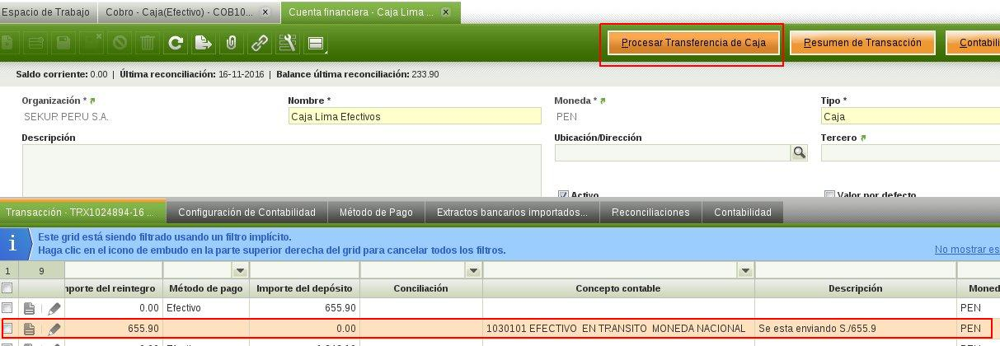 Espacio de Trabajo Cobro - Caja(Efectivo) - COB10... x Cuenta financiera - Caja Lima ... x
Procesar Transferencia de Caja Resumen de Transacción Contabili
Saldo corriente: 0.00 | Última reconciliación: 16-11-2016 | Balance última reconciliación: 233.90
Organización * Nombre * Moneda * Tipo *
SEKUR PERU S.A. Caja Lima Efectivos PEN Caja
Descripción Ubicación/Dirección Tercero
Activo Valor por defecto
Transacción - TRX1024894-16 ... Configuración de Contabilidad Método de Pago Extractos bancarios importados... Reconciliaciones Contabilidad
Este grid está siendo filtrado usando un filtro implícito.
Haga clic en el icono de embudo en la parte superior derecha del grid para cancelar todos los filtros. No mostrar es
1 9
nporte del reintegro Método de pago Importe del depósito Conciliación Concepto contable Descripción Moned
0.00 Efectivo 655.90 PEN
655.90 0.00 1030101 EFECTIVO EN TRANSITO MONEDA NACIONAL Se esta enviando S./655.9 PEN